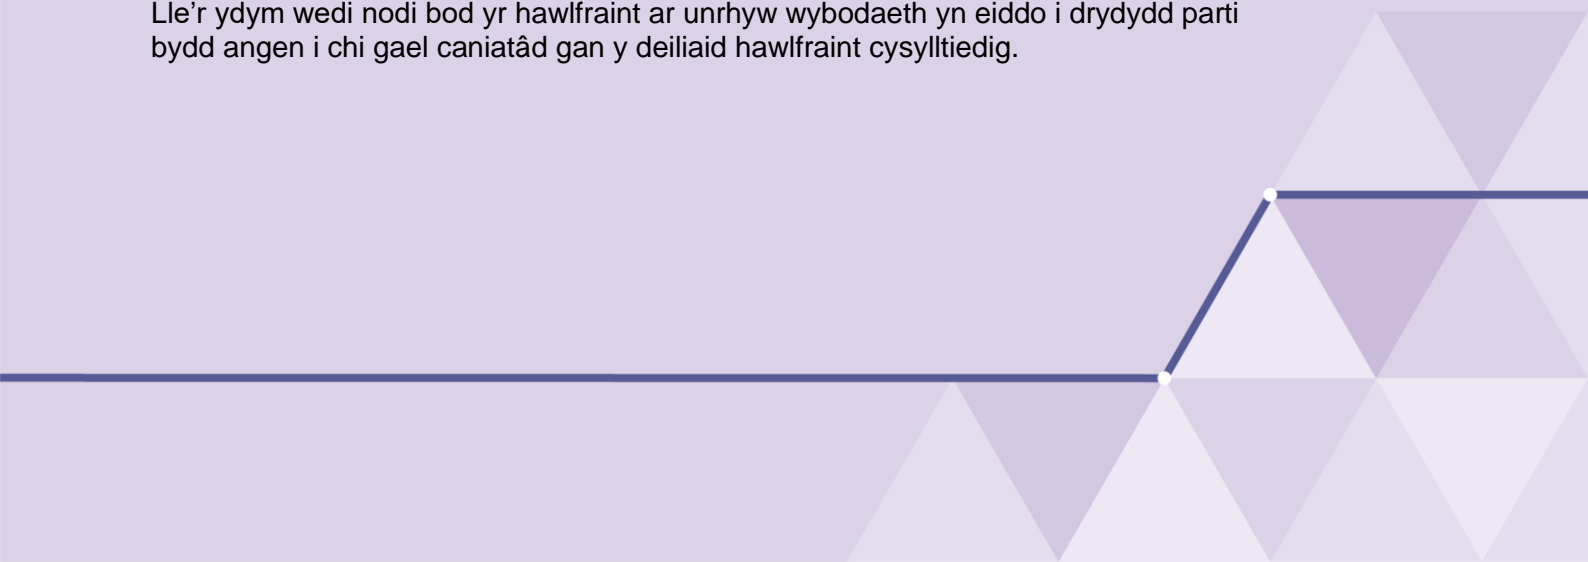 Lle’r ydym wedi nodi bod yr hawlfraint ar unrhyw wybodaeth yn eiddo i drydydd parti
bydd angen i chi gael caniatâd gan y deiliaid hawlfraint cysylltiedig.